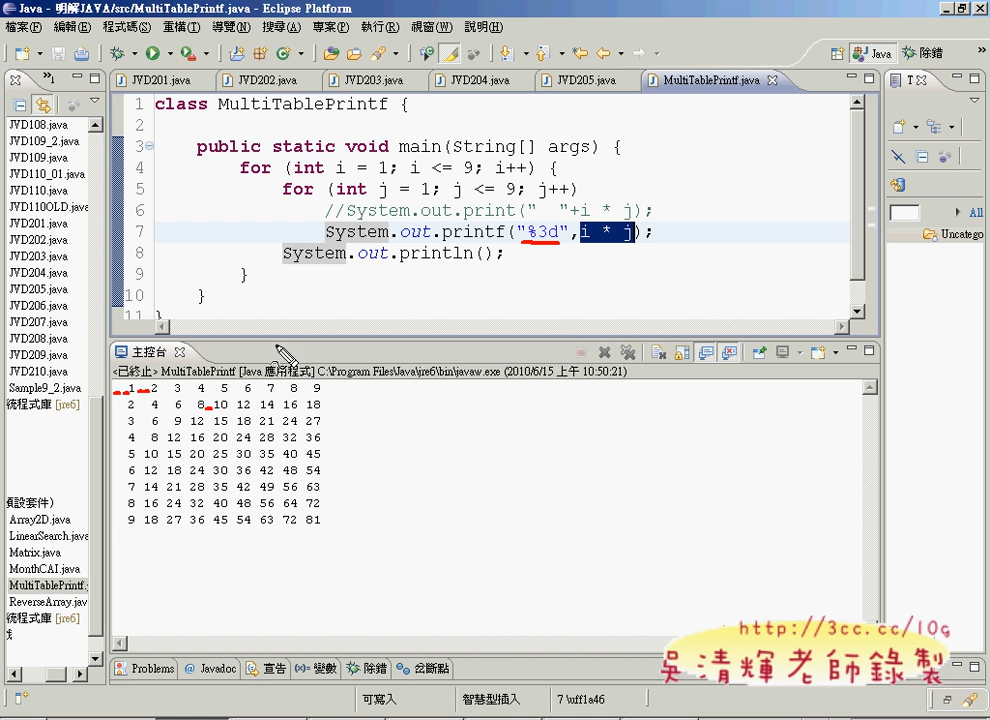 Java - 明解JAVA/src/MultiTablePrintf.java - Eclipse Platform
檔案(F) 編輯(E) 程式碼(S) 重構(T) 導覽(N) 搜尋(A) 專案(P) 執行(R) 視窗(W) 說明(H)
Java 除錯
JVD201.java JVD202.java JVD203.java JVD204.java JVD205.java MultiTablePrintf.java
JVD108.java
JVD109_2.java
JVD109.java
JVD110_01.java
JVD110.java
JVD110OLD.java
JVD201.java
JVD202.java
JVD203.java
JVD204.java
JVD205.java
JVD206.java
JVD207.java
JVD208.java
JVD209.java
JVD210.java
Sample9_2.java
統程式庫 [jre6]
預設套件)
Array2D.java
LinearSearch.java
Matrix.java
MonthCAI.java
MultiTablePrintf.
ReverseArray.jav
統程式庫 [jre6]
1 class MultiTablePrintf {
2
3 public static void main(String[] args) {
4 for (int i = 1; i <= 9; i++) {
5 for (int j = 1; j <= 9; j++)
6 //System.out.print("  "+i * j);
7 System.out.printf("%3d",i * j);
8 System.out.println();
9 }
10 }
11 }
All
Uncatego
主控台
<已終止> MultiTablePrintf [Java 應用程式] C:\Program Files\Java\jre6\bin\javaw.exe (2010/6/15 上午 10:50:21)
1 2 3 4 5 6 7 8 9
2 4 6 8 10 12 14 16 18
3 6 9 12 15 18 21 24 27
4 8 12 16 20 24 28 32 36
5 10 15 20 25 30 35 40 45
6 12 18 24 30 36 42 48 54
7 14 21 28 35 42 49 56 63
8 16 24 32 40 48 56 64 72
9 18 27 36 45 54 63 72 81
http://3cc.cc/10g
吳清輝老師錄製
Problems Javadoc 宣告 變數 除錯 岔斷點
可寫入 智慧型插入 7 \uff1a46